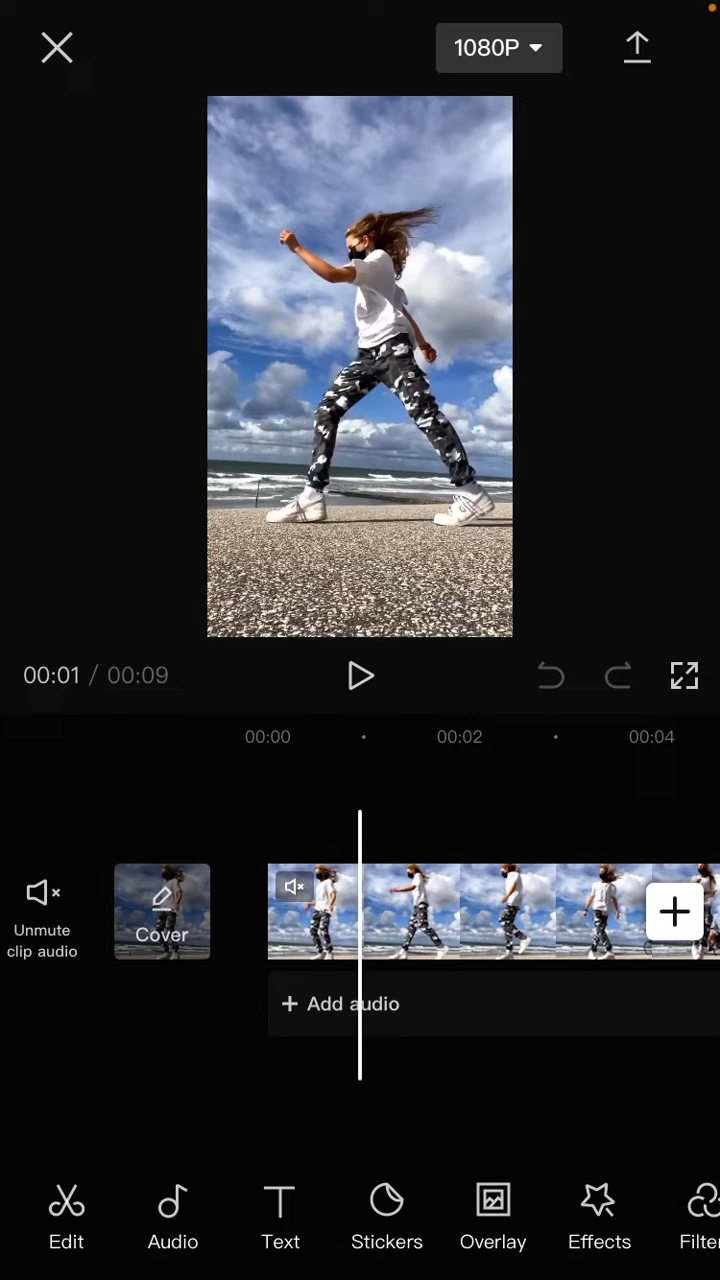 1080P
00:01 / 00:09
00:00
00:02
00:04
Unmute
clip audio
Cover
+ Add audio
Edit
Audio
Text
Stickers
Overlay
Effects
Filter